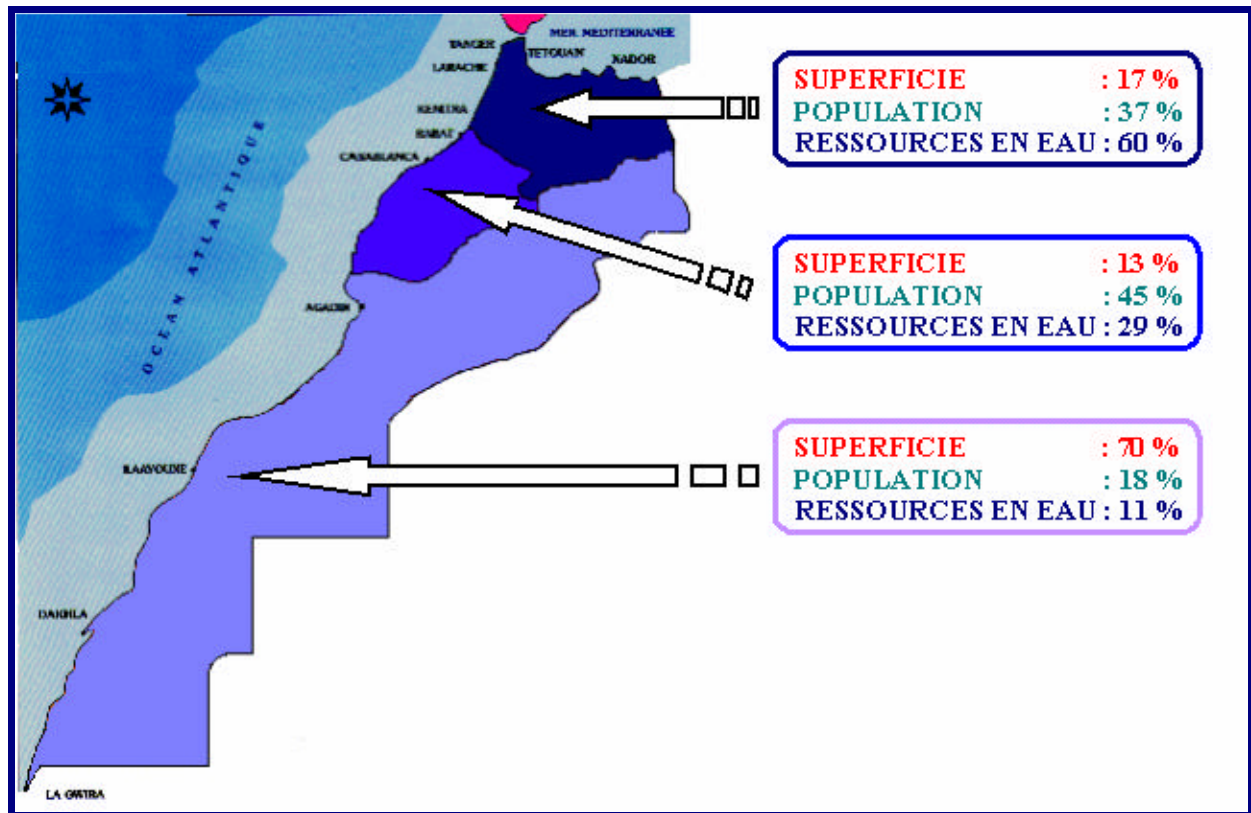 MER MEDITERRANEE
TANGER
TETOUAN
NADOR
LARACHE
KENITRA
RABAT
CASABLANCA
OCEAN ATLANTIQUE
AGADIR
LAAYOUNE
DAKHLA
LA GWIRA
SUPERFICIE : 17 %
POPULATION : 37 %
RESSOURCES EN EAU : 60 %
SUPERFICIE : 13 %
POPULATION : 45 %
RESSOURCES EN EAU : 29 %
SUPERFICIE : 70 %
POPULATION : 18 %
RESSOURCES EN EAU : 11 %